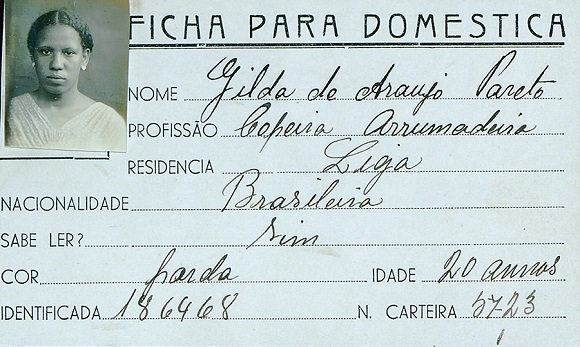 FICHA PARA DOMESTICA
NOME Gilda de Araujo Pareto
PROFISSÃO Copeira Arrumadeira
RESIDENCIA Liga
NACIONALIDADE Brasileira
SABE LER? sim
COR parda IDADE 20 annos
IDENTIFICADA 186468 N. CARTEIRA 5723